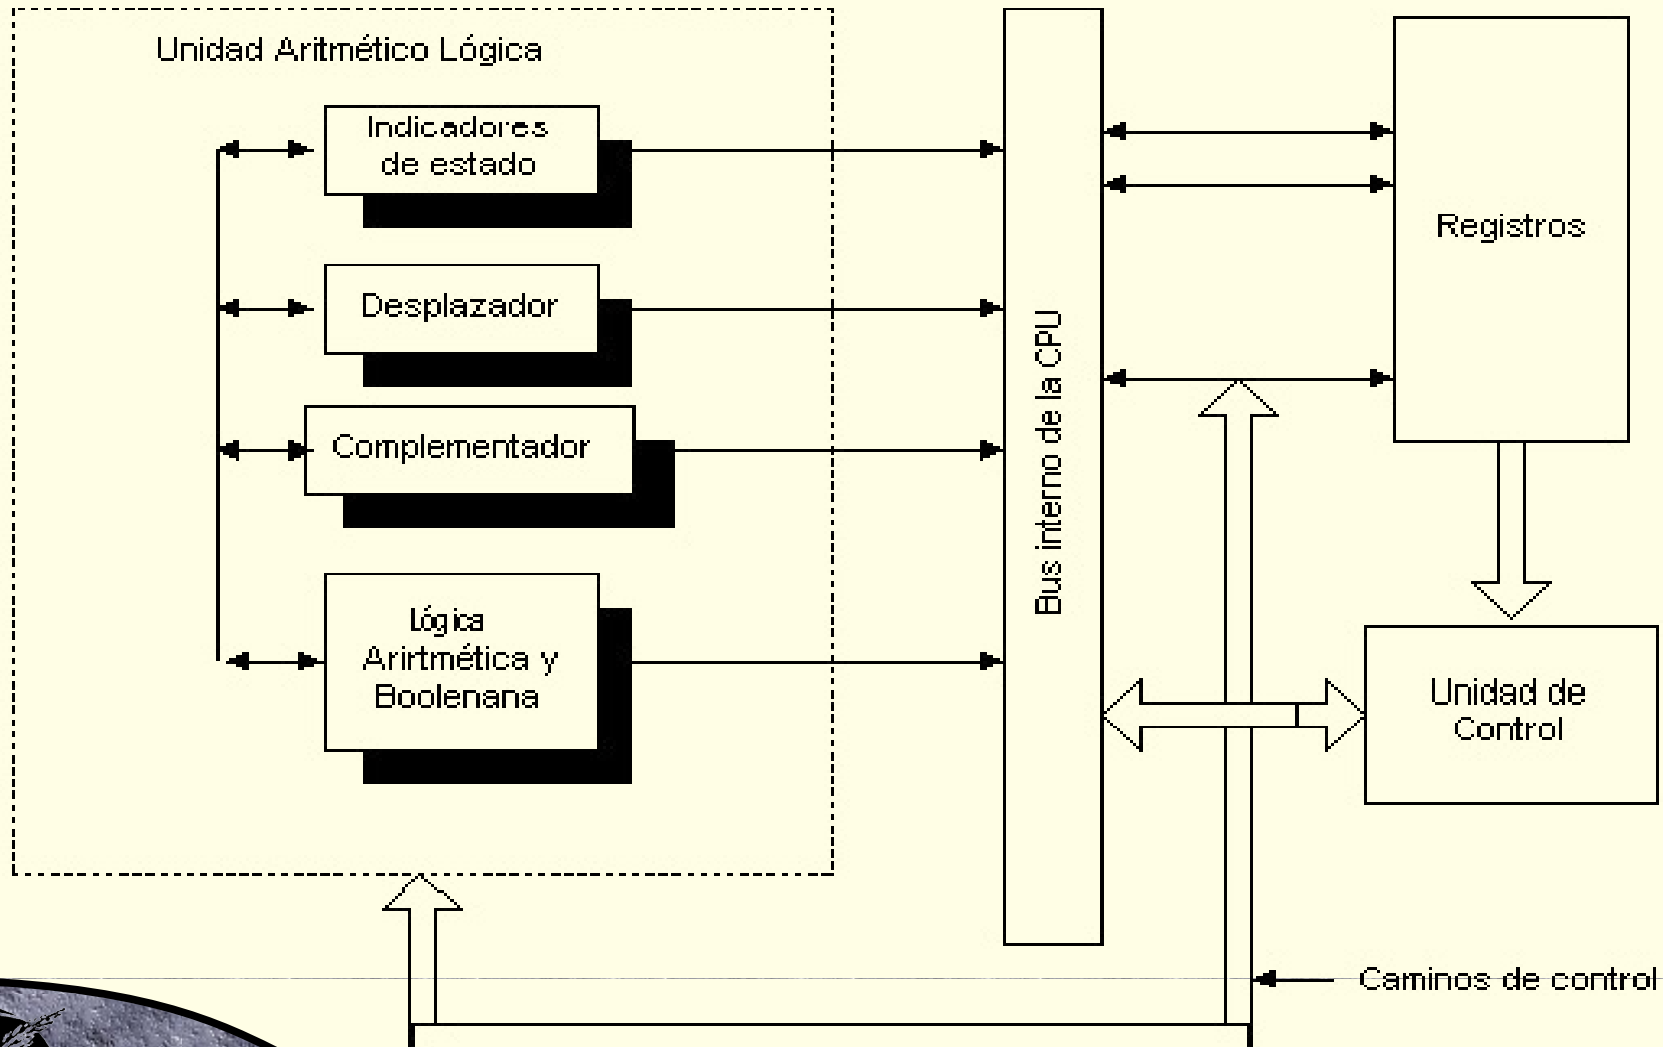 Unidad Aritmético Lógica
Indicadores
de estado
Desplazador
Complementador
Lógica
Arirtmética y
Boolenana
Bus interno de la CPU
Registros
Unidad de
Control
Caminos de control